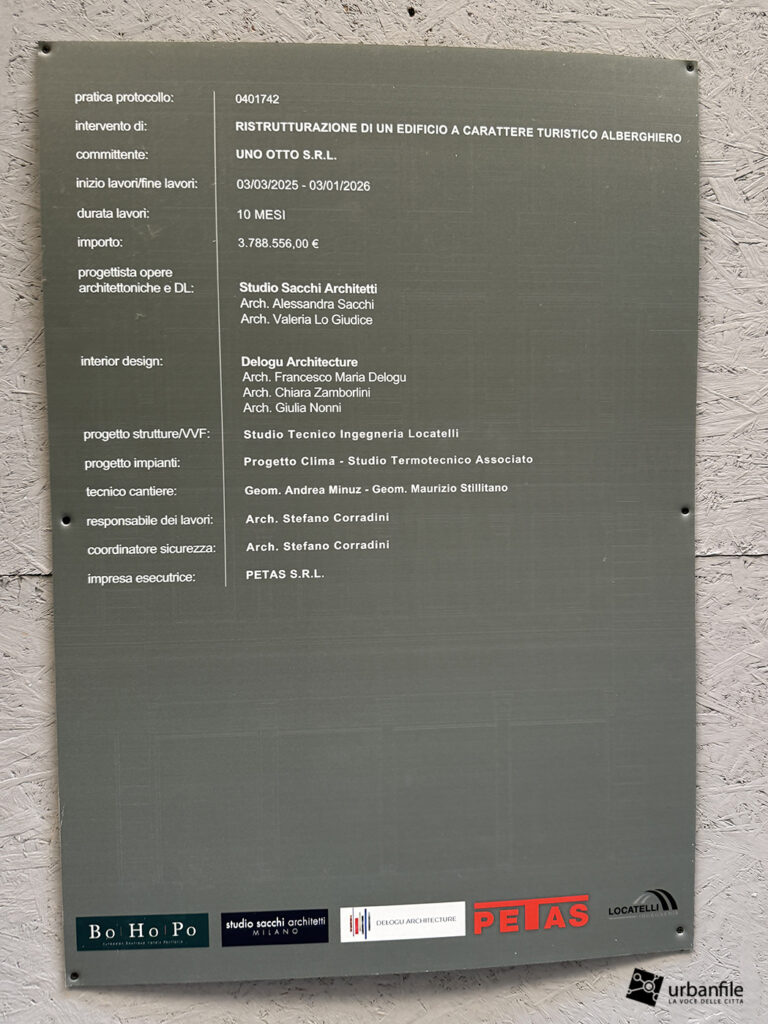 pratica protocollo: 0401742
intervento di: RISTRUTTURAZIONE DI UN EDIFICIO A CARATTERE TURISTICO ALBERGHIERO
committente: UNO OTTO S.R.L.
inizio lavori/fine lavori: 03/03/2025 - 03/01/2026
durata lavori: 10 MESI
importo: 3.788.556,00 €
progettista opere
architettoniche e DL: Studio Sacchi Architetti
Arch. Alessandra Sacchi
Arch. Valeria Lo Giudice
interior design: Delogu Architecture
Arch. Francesco Maria Delogu
Arch. Chiara Zamborlini
Arch. Giulia Nonni
progetto strutture/VVF: Studio Tecnico Ingegneria Locatelli
progetto impianti: Progetto Clima - Studio Termotecnico Associato
tecnico cantiere: Geom. Andrea Minuz - Geom. Maurizio Stillitano
responsabile dei lavori: Arch. Stefano Corradini
coordinatore sicurezza: Arch. Stefano Corradini
impresa esecutrice: PETAS S.R.L.
Bo|Ho|Po
European Boutique Hotels
studio sacchi architetti
MILANO
DELOGU ARCHITECTURE
PETAS
LOCATELLI
urbanfile
LA VOCE DELLE CITTÀ